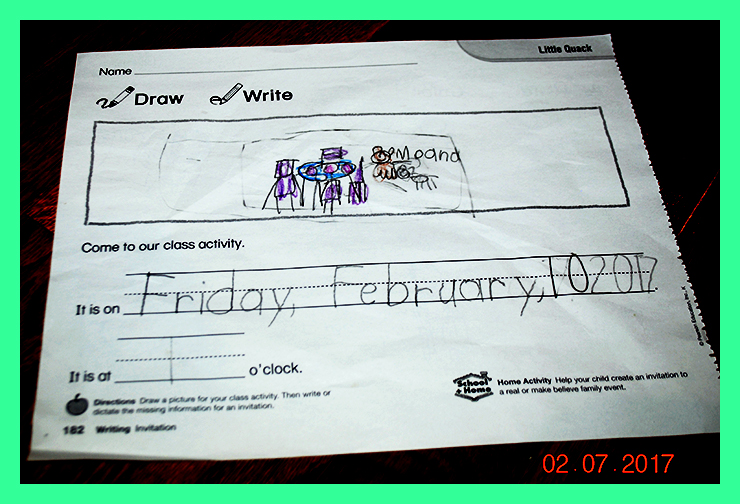 Little Quack
Name
Draw Write
Come to our class activity.
It is on Friday, February, 10 2017
It is at 1 o'clock.
School + Home
Home Activity Help your child create an invitation to
a real or make believe family event.
Directions Draw a picture for your class activity. Then write or
dictate the missing information for an invitation.
182 Writing Invitation
02.07.2017